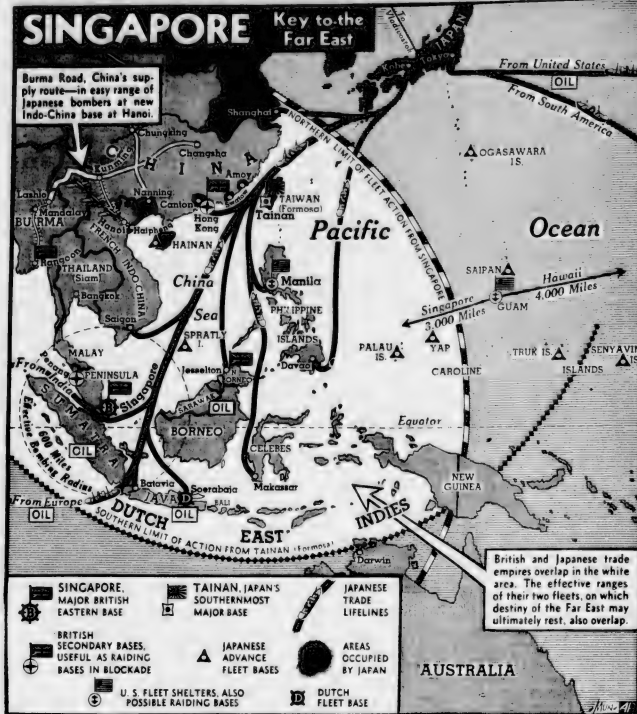 SINGAPORE
Key to the
Far East
Burma Road, China's sup-
ply route—in easy range of
Japanese bombers at new
Indo-China base at Hanoi.
To
Vladivostok
JAPAN
Kobe
Tokyo
From United States
OIL
From South America
Shanghai
NORTHERN LIMIT OF FLEET ACTION FROM SINGAPORE
OGASAWARA
IS.
Chungking
Changsha
CHINA
Kunming
Amoy
Swatow
Lashio
Nanning
Canton
Hong
Kong
TAIWAN
(Formosa)
Tainan
Mandalay
BURMA
Hanoi
Haiphong
HAINAN
FRENCH INDO-CHINA
Pacific
Ocean
Rangoon
THAILAND
(Siam)
Bangkok
Saigon
China
Sea
Manila
PHILIPPINE
ISLANDS
SAIPAN
GUAM
Hawaii
4,000 Miles
Singapore
3,000 Miles
SPRATLY
I.
PALAU
IS.
YAP
CAROLINE
ISLANDS
TRUK IS.
SENYAVIN
IS.
Davao
MALAY
PENINSULA
Penang
From India
Singapore
Jesselton
N.
BORNEO
SARAWAK
OIL
BORNEO
Equator
SUMATRA
600 Miles
Effective Bombing Radius
OIL
CELEBES
Makassar
From Europe
OIL
Batavia
Soerabaja
JAVA
D
BALI
OIL
NEW
GUINEA
DUTCH
EAST
INDIES
SOUTHERN LIMIT OF ACTION FROM TAINAN (Formosa)
Darwin
British and Japanese trade
empires overlap in the white
area. The effective ranges
of their two fleets, on which
destiny of the Far East may
ultimately rest, also overlap.
AUSTRALIA
SINGAPORE,
MAJOR BRITISH
EASTERN BASE
TAINAN, JAPAN'S
SOUTHERNMOST
MAJOR BASE
JAPANESE
TRADE
LIFELINES
BRITISH
SECONDARY BASES,
USEFUL AS RAIDING
BASES IN BLOCKADE
JAPANESE
ADVANCE
FLEET BASES
AREAS
OCCUPIED
BY JAPAN
U.S. FLEET SHELTERS, ALSO
POSSIBLE RAIDING BASES
D
DUTCH
FLEET BASE